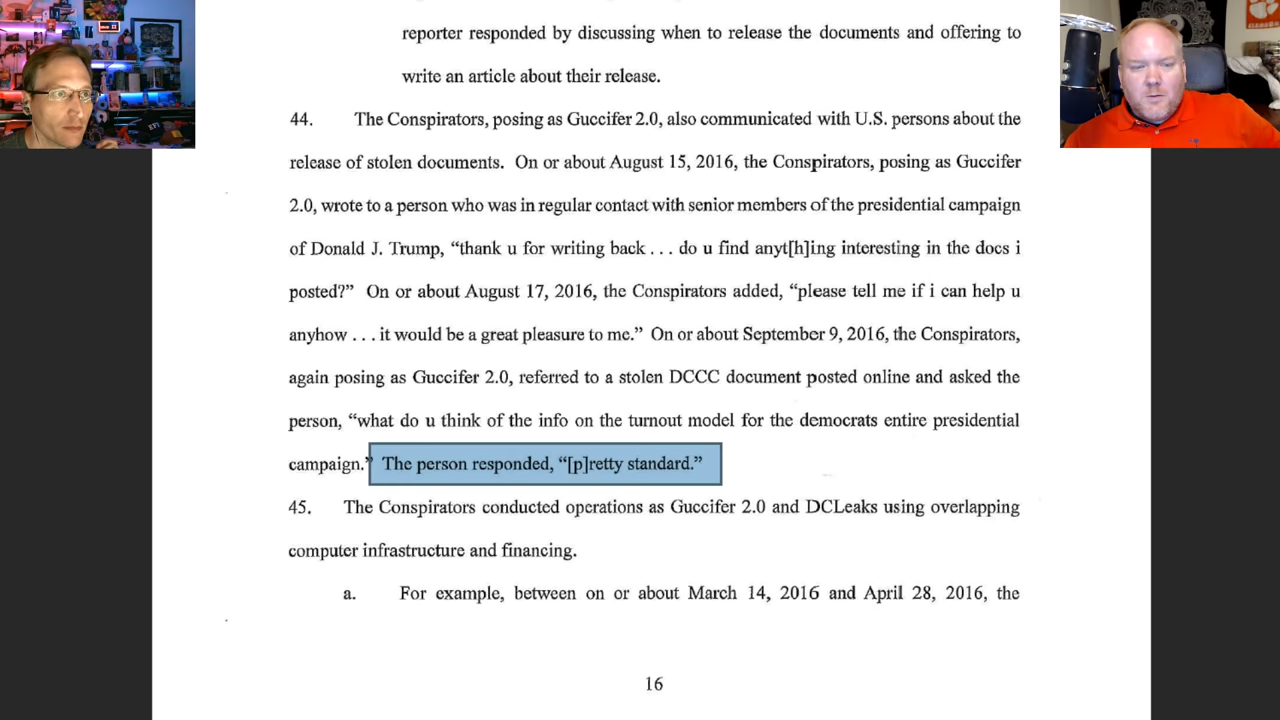 reporter responded by discussing when to release the documents and offering to
write an article about their release.
44. The Conspirators, posing as Guccifer 2.0, also communicated with U.S. persons about the
release of stolen documents. On or about August 15, 2016, the Conspirators, posing as Guccifer
2.0, wrote to a person who was in regular contact with senior members of the presidential campaign
of Donald J. Trump, “thank u for writing back . . . do u find anyt[h]ing interesting in the docs i
posted?” On or about August 17, 2016, the Conspirators added, “please tell me if i can help u
anyhow . . . it would be a great pleasure to me.” On or about September 9, 2016, the Conspirators,
again posing as Guccifer 2.0, referred to a stolen DCCC document posted online and asked the
person, “what do u think of the info on the turnout model for the democrats entire presidential
campaign.” The person responded, “[p]retty standard.”
45. The Conspirators conducted operations as Guccifer 2.0 and DCLeaks using overlapping
computer infrastructure and financing.
a. For example, between on or about March 14, 2016 and April 28, 2016, the
16